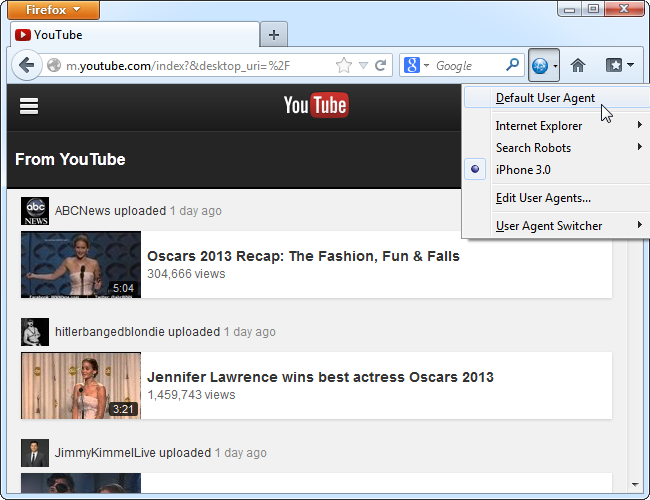 Firefox
YouTube
m.youtube.com/index?&desktop_uri=%2F
Google
Default User Agent
Internet Explorer
Search Robots
iPhone 3.0
Edit User Agents...
User Agent Switcher
YouTube
From YouTube
abc
NEWS
ABCNews uploaded 1 day ago
5:04
Oscars 2013 Recap: The Fashion, Fun & Falls
304,666 views
hitlerbangedblondie uploaded 1 day ago
3:21
Jennifer Lawrence wins best actress Oscars 2013
1,459,743 views
JimmyKimmelLive uploaded 1 day ago